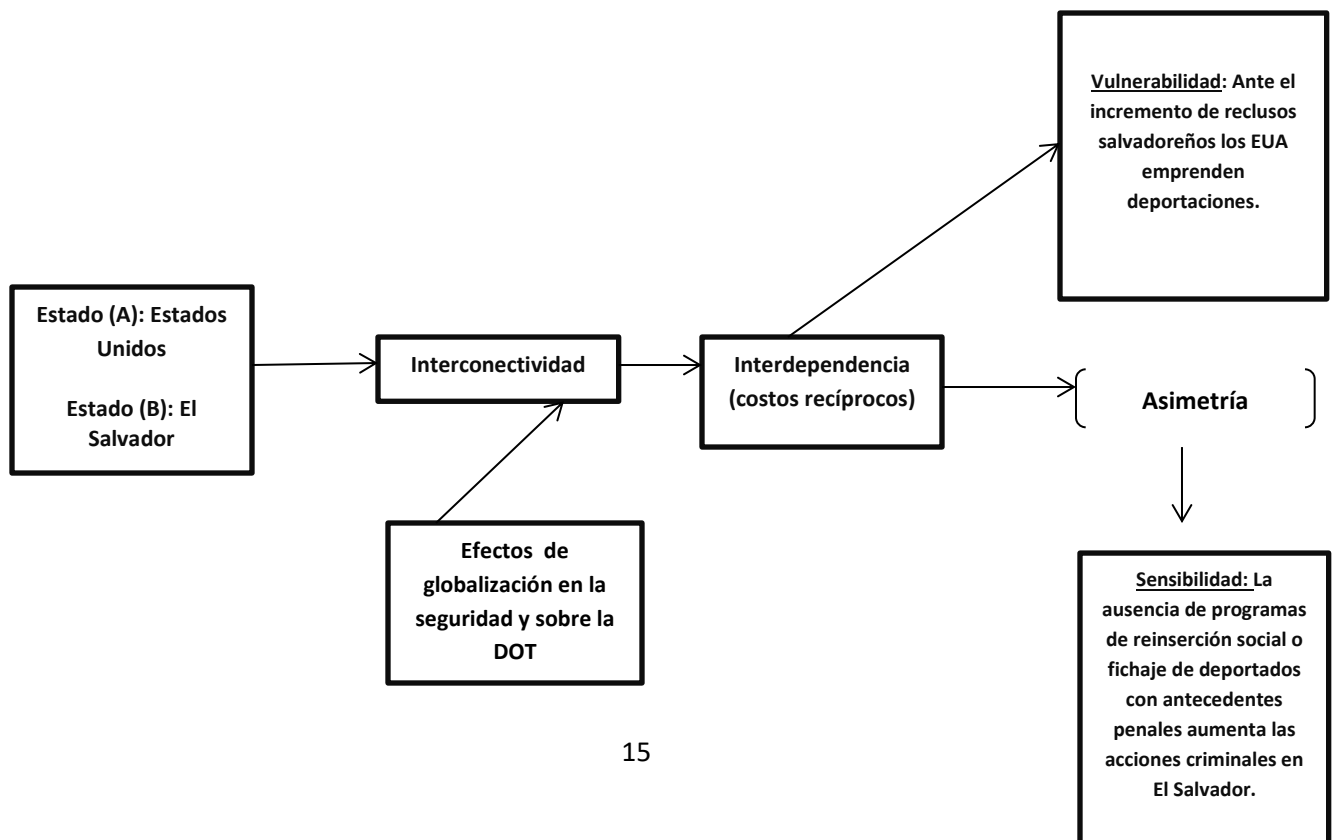 Vulnerabilidad: Ante el
incremento de reclusos
salvadoreños los EUA
emprenden
deportaciones.
Estado (A): Estados
Unidos
Estado (B): El
Salvador
Interconectividad
Interdependencia
(costos recíprocos)
Asimetría
Efectos de
globalización en la
seguridad y sobre la
DOT
Sensibilidad: La
ausencia de programas
de reinserción social o
fichaje de deportados
con antecedentes
penales aumenta las
acciones criminales en
El Salvador.
15